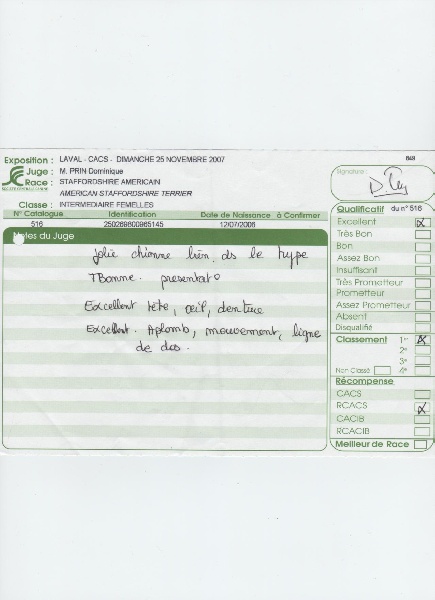 Exposition : LAVAL - CACS - DIMANCHE 25 NOVEMBRE 2007
Juge : M. PRIN Dominique
Race : STAFFORDSHIRE AMERICAIN
AMERICAN STAFFORDSHIRE TERRIER
Classe : INTERMEDIAIRE FEMELLES
N° Catalogue Identification Date de Naissance à Confirmer
516 250269600965145 12/07/2006
Notes du Juge
Jolie chienne bien ds le type
TBonne. presentat°
Excellent tête, œil, denture
Excellent. Aplomb, mouvement, ligne
de dos.
849
Signature :
Qualificatif du n° 516
Excellent X
Très Bon
Bon
Assez Bon
Insuffisant
Très Prometteur
Prometteur
Assez Prometteur
Absent
Disqualifié
Classement 1er X
2e
3e
Non Classé 4e
Récompense
CACS
RCACS X
CACIB
RCACIB
Meilleur de Race